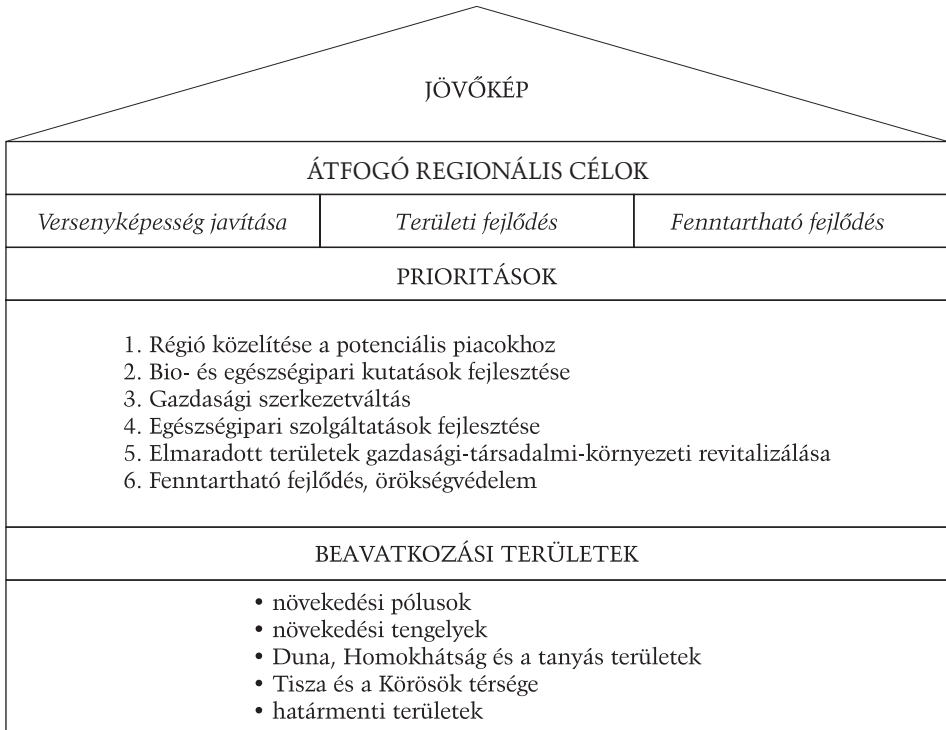 JÖVŐKÉP
ÁTFOGÓ REGIONÁLIS CÉLOK
Versenyképesség javítása
Területi fejlődés
Fenntartható fejlődés
PRIORITÁSOK
1. Régió közelítése a potenciális piacokhoz
2. Bio- és egészségipari kutatások fejlesztése
3. Gazdasági szerkezetváltás
4. Egészségipari szolgáltatások fejlesztése
5. Elmaradott területek gazdasági-társadalmi-környezeti revitalizálása
6. Fenntartható fejlődés, örökségvédelem
BEAVATKOZÁSI TERÜLETEK
• növekedési pólusok
• növekedési tengelyek
• Duna, Homokhátság és a tanyás területek
• Tisza és a Körösök térsége
• határmenti területek